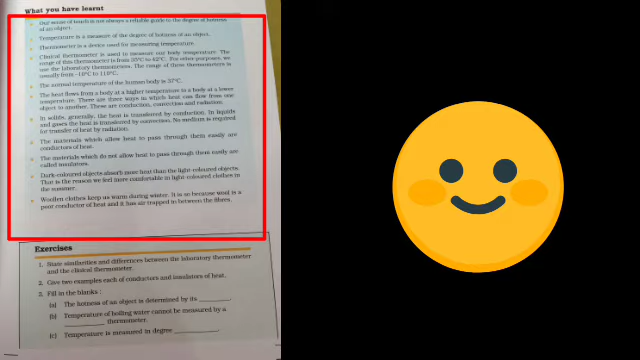 What you have learnt
Our sense of touch is not always a reliable guide to the degree of hotness
of an object.
Temperature is a measure of the degree of hotness of an object.
Thermometer is a device used for measuring temperature.
Clinical thermometer is used to measure our body temperature. The
range of this thermometer is from 35°C to 42°C. For other purposes, we
use the laboratory thermometers. The range of these thermometers is
usually from –10°C to 110°C.
The normal temperature of the human body is 37°C.
The heat flows from a body at a higher temperature to a body at a lower
temperature. There are three ways in which heat can flow from one
object to another. These are conduction, convection and radiation.
In solids, generally, the heat is transferred by conduction. In liquids
and gases the heat is transferred by convection. No medium is required
for transfer of heat by radiation.
The materials which allow heat to pass through them easily are
conductors of heat.
The materials which do not allow heat to pass through them easily are
called insulators.
Dark-coloured objects absorb more heat than the light-coloured objects.
That is the reason we feel more comfortable in light-coloured clothes in
the summer.
Woollen clothes keep us warm during winter. It is so because wool is a
poor conductor of heat and it has air trapped in between the fibres.
Exercises
1. State similarities and differences between the laboratory thermometer
and the clinical thermometer.
2. Give two examples each of conductors and insulators of heat.
3. Fill in the blanks :
(a) The hotness of an object is determined by its ________.
(b) Temperature of boiling water cannot be measured by a
________ thermometer.
(c) Temperature is measured in degree ________.